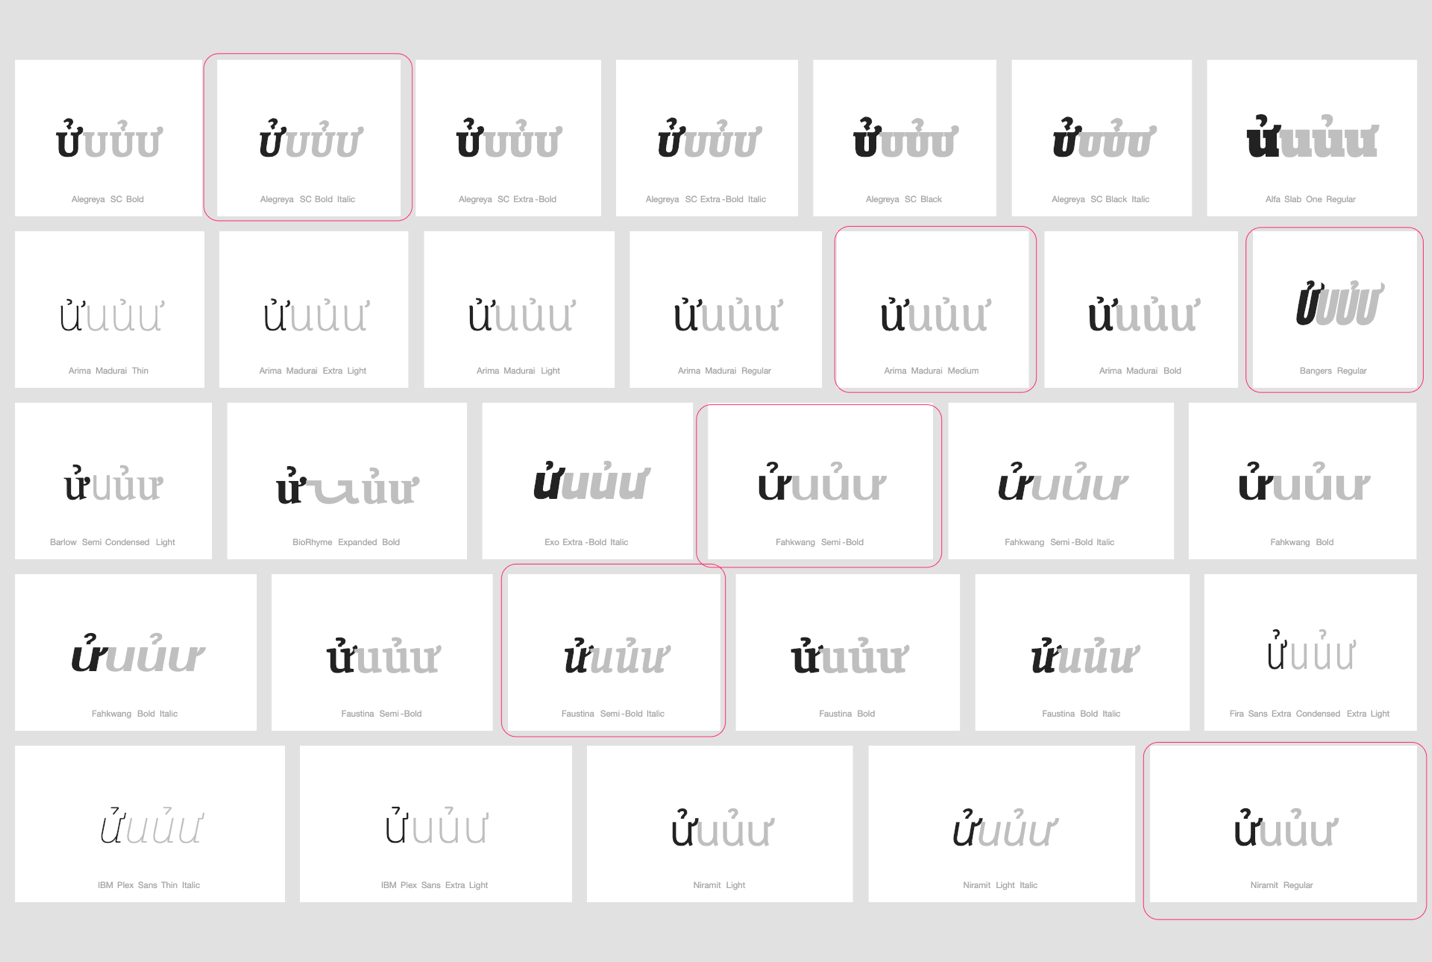 ửuủư
Alegreya SC Bold
ửuủư
Alegreya SC Bold Italic
ửuủư
Alegreya SC Extra-Bold
ửuủư
Alegreya SC Extra-Bold Italic
ửuủư
Alegreya SC Black
ửuủư
Alegreya SC Black Italic
ửuủư
Alfa Slab One Regular
ửuủư
Arima Madurai Thin
ửuủư
Arima Madurai Extra Light
ửuủư
Arima Madurai Light
ửuủư
Arima Madurai Regular
ửuủư
Arima Madurai Medium
ửuủư
Arima Madurai Bold
ửuủư
Bangers Regular
ửuủư
Barlow Semi Condensed Light
ửuủư
BioRhyme Expanded Bold
ửuủư
Exo Extra-Bold Italic
ửuủư
Fahkwang Semi-Bold
ửuủư
Fahkwang Semi-Bold Italic
ửuủư
Fahkwang Bold
ửuủư
Fahkwang Bold Italic
ửuủư
Faustina Semi-Bold
ửuủư
Faustina Semi-Bold Italic
ửuủư
Faustina Bold
ửuủư
Faustina Bold Italic
ửuủư
Fira Sans Extra Condensed Extra Light
ửuủư
IBM Plex Sans Thin Italic
ửuủư
IBM Plex Sans Extra Light
ửuủư
Niramit Light
ửuủư
Niramit Light Italic
ửuủư
Niramit Regular